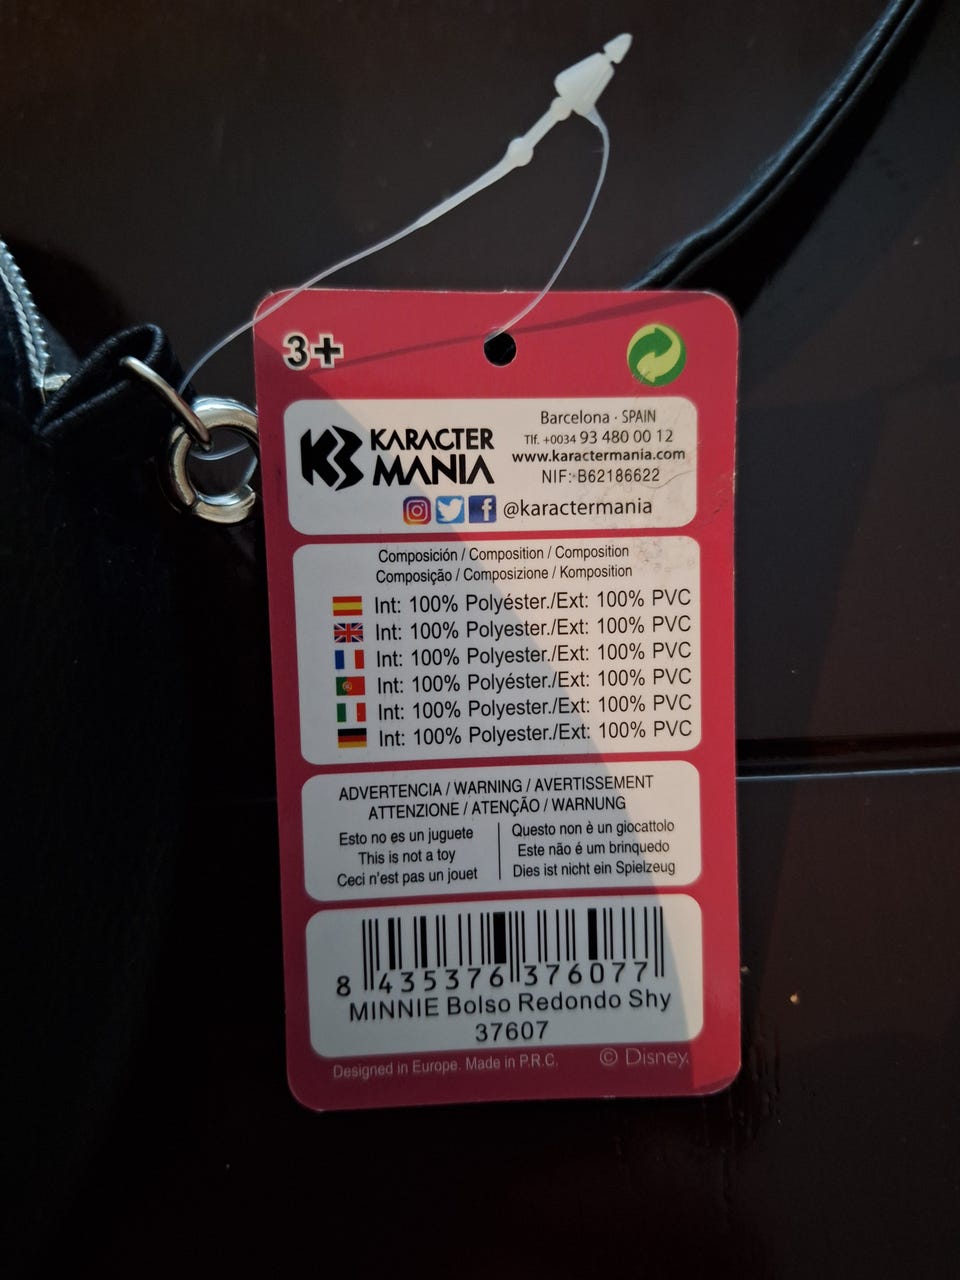 3+
KARACTER
MANIA
Barcelona · SPAIN
Tlf. +0034 93 480 00 12
www.karactermania.com
NIF: B62186622
@karactermania
Composición / Composition / Composition
Composição / Composizione / Komposition
Int: 100% Polyéster./Ext: 100% PVC
Int: 100% Polyester./Ext: 100% PVC
Int: 100% Polyester./Ext: 100% PVC
Int: 100% Polyéster./Ext: 100% PVC
Int: 100% Polyester./Ext: 100% PVC
Int: 100% Polyester./Ext: 100% PVC
ADVERTENCIA / WARNING / AVERTISSEMENT
ATTENZIONE / ATENÇÃO / WARNUNG
Esto no es un juguete
This is not a toy
Ceci n'est pas un jouet
Questo non è un giocattolo
Este não é um brinquedo
Dies ist nicht ein Spielzeug
8 435376 376077
MINNIE Bolso Redondo Shy
37607
Designed in Europe. Made in P.R.C.
© Disney.